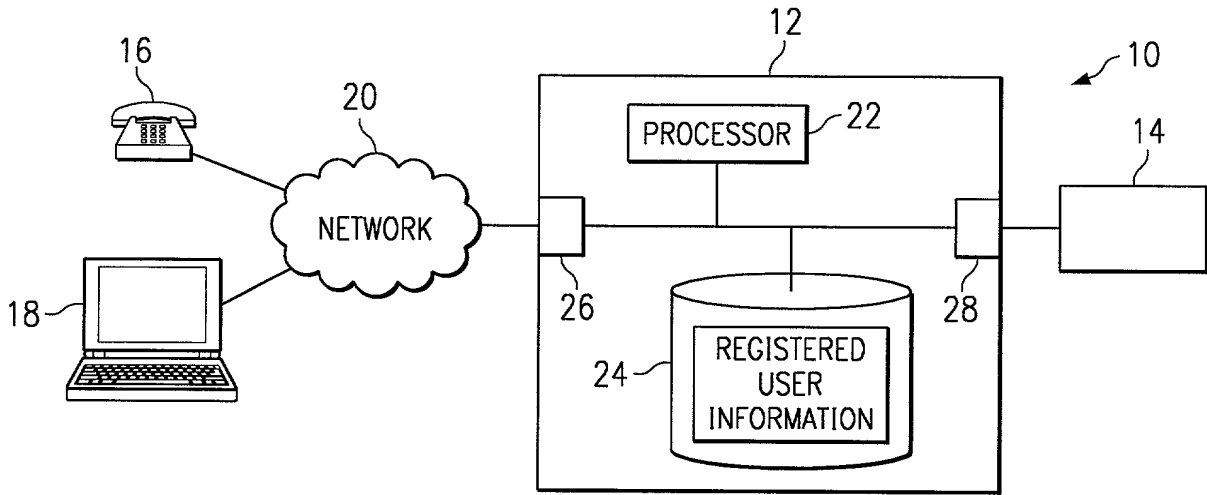 12
10
16
20
PROCESSOR
22
14
NETWORK
26
28
18
24
REGISTERED
USER
INFORMATION